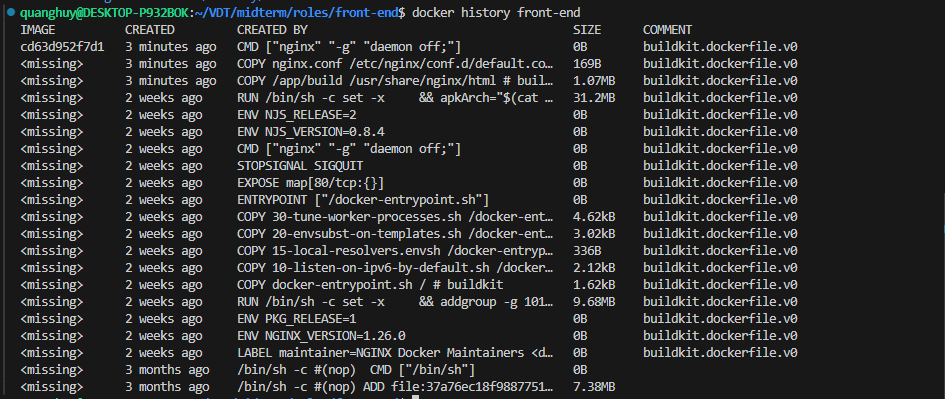 quanghuy@DESKTOP-P932BOK:~/VDT/midterm/roles/front-end$ docker history front-end
IMAGE CREATED CREATED BY SIZE COMMENT
cd63d952f7d1 3 minutes ago CMD ["nginx" "-g" "daemon off;"] 0B buildkit.dockerfile.v0
<missing> 3 minutes ago COPY nginx.conf /etc/nginx/conf.d/default.co… 169B buildkit.dockerfile.v0
<missing> 3 minutes ago COPY /app/build /usr/share/nginx/html # buil… 1.07MB buildkit.dockerfile.v0
<missing> 2 weeks ago RUN /bin/sh -c set -x && apkArch="$(cat … 31.2MB buildkit.dockerfile.v0
<missing> 2 weeks ago ENV NJS_RELEASE=2 0B buildkit.dockerfile.v0
<missing> 2 weeks ago ENV NJS_VERSION=0.8.4 0B buildkit.dockerfile.v0
<missing> 2 weeks ago CMD ["nginx" "-g" "daemon off;"] 0B buildkit.dockerfile.v0
<missing> 2 weeks ago STOPSIGNAL SIGQUIT 0B buildkit.dockerfile.v0
<missing> 2 weeks ago EXPOSE map[80/tcp:{}] 0B buildkit.dockerfile.v0
<missing> 2 weeks ago ENTRYPOINT ["/docker-entrypoint.sh"] 0B buildkit.dockerfile.v0
<missing> 2 weeks ago COPY 30-tune-worker-processes.sh /docker-ent… 4.62kB buildkit.dockerfile.v0
<missing> 2 weeks ago COPY 20-envsubst-on-templates.sh /docker-ent… 3.02kB buildkit.dockerfile.v0
<missing> 2 weeks ago COPY 15-local-resolvers.envsh /docker-entryp… 336B buildkit.dockerfile.v0
<missing> 2 weeks ago COPY 10-listen-on-ipv6-by-default.sh /docker… 2.12kB buildkit.dockerfile.v0
<missing> 2 weeks ago COPY docker-entrypoint.sh / # buildkit 1.62kB buildkit.dockerfile.v0
<missing> 2 weeks ago RUN /bin/sh -c set -x && addgroup -g 101… 9.68MB buildkit.dockerfile.v0
<missing> 2 weeks ago ENV PKG_RELEASE=1 0B buildkit.dockerfile.v0
<missing> 2 weeks ago ENV NGINX_VERSION=1.26.0 0B buildkit.dockerfile.v0
<missing> 2 weeks ago LABEL maintainer=NGINX Docker Maintainers <d… 0B buildkit.dockerfile.v0
<missing> 3 months ago /bin/sh -c #(nop) CMD ["/bin/sh"] 0B
<missing> 3 months ago /bin/sh -c #(nop) ADD file:37a76ec18f9887751… 7.38MB